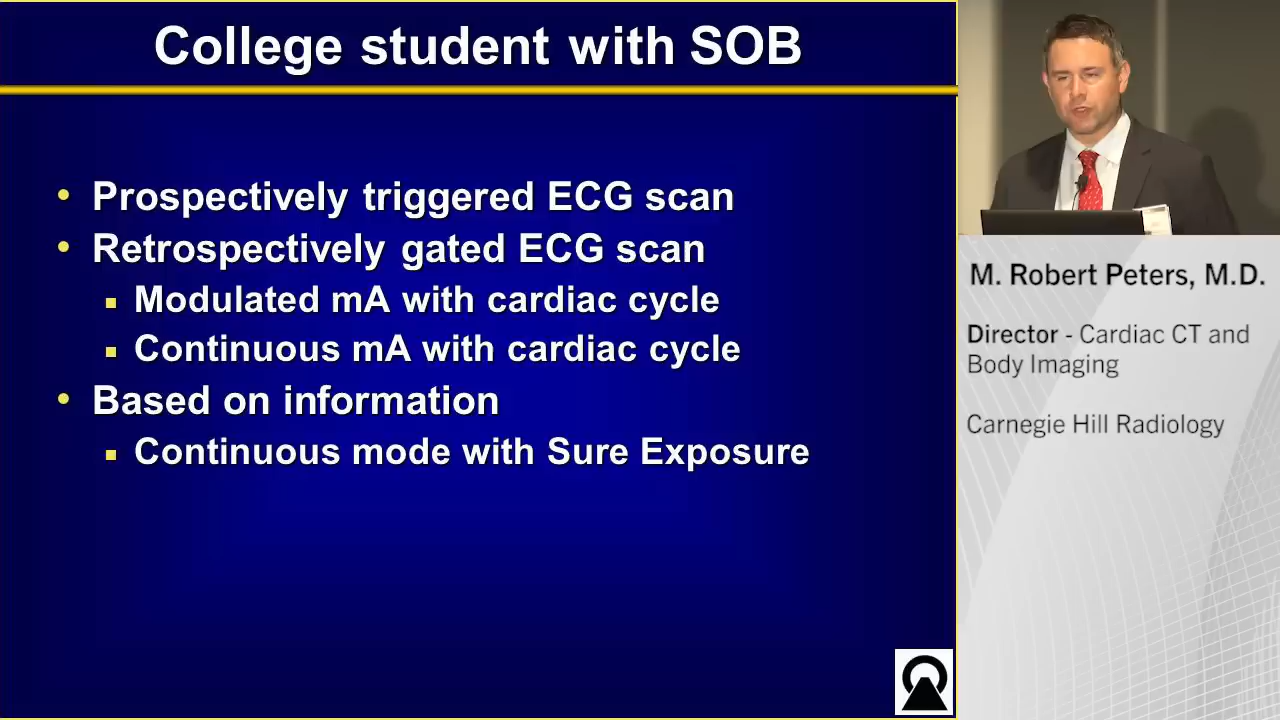 College student with SOB
Prospectively triggered ECG scan
Retrospectively gated ECG scan
Modulated mA with cardiac cycle
Continuous mA with cardiac cycle
Based on information
Continuous mode with Sure Exposure
M. Robert Peters, M.D.
Director - Cardiac CT and
Body Imaging
Carnegie Hill Radiology